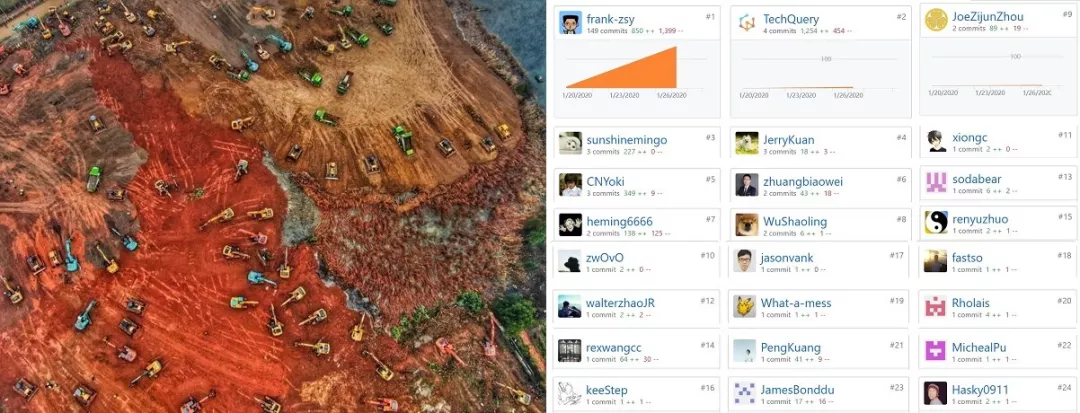 frank-zsy #1
149 commits 850 ++ 1,399 --
1/20/2020 1/23/2020 1/26/2020
TechQuery #2
4 commits 1,254 ++ 454 --
100
1/20/2020 1/23/2020 1/26/2020
JoeZijunZhou #9
2 commits 89 ++ 19 --
100
1/20/2020 1/23/2020 1/26/202
sunshinemingo #3
3 commits 227 ++ 0 --
JerryKuan #4
3 commits 18 ++ 3 --
xiongc #11
1 commit 2 ++ 0 --
CNYoki #5
3 commits 349 ++ 9 --
zhuangbiaowei #6
2 commits 43 ++ 38 --
sodabear #13
1 commit 6 ++ 2 --
heming6666 #7
2 commits 138 ++ 125 --
WuShaoling #8
2 commits 6 ++ 1 --
renyuzhuo #15
1 commit 2 ++ 1 --
zwOvO #10
1 commit 2 ++ 0 --
jasonvank #17
1 commit 1 ++ 0 --
fastso #18
1 commit 1 ++ 1 --
walterzhaoJR #12
1 commit 2 ++ 2 --
What-a-mess #19
1 commit 1 ++ 1 --
Rholais #20
1 commit 4 ++ 1 --
rexwangcc #14
1 commit 64 ++ 30 --
PengKuang #21
1 commit 41 ++ 9 --
MichealPu #22
1 commit 1 ++ 1 --
keeStep #16
1 commit 1 ++ 1 --
JamesBonddu #23
1 commit 17 ++ 16 --
Hasky0911 #24
1 commit 2 ++ 1 --